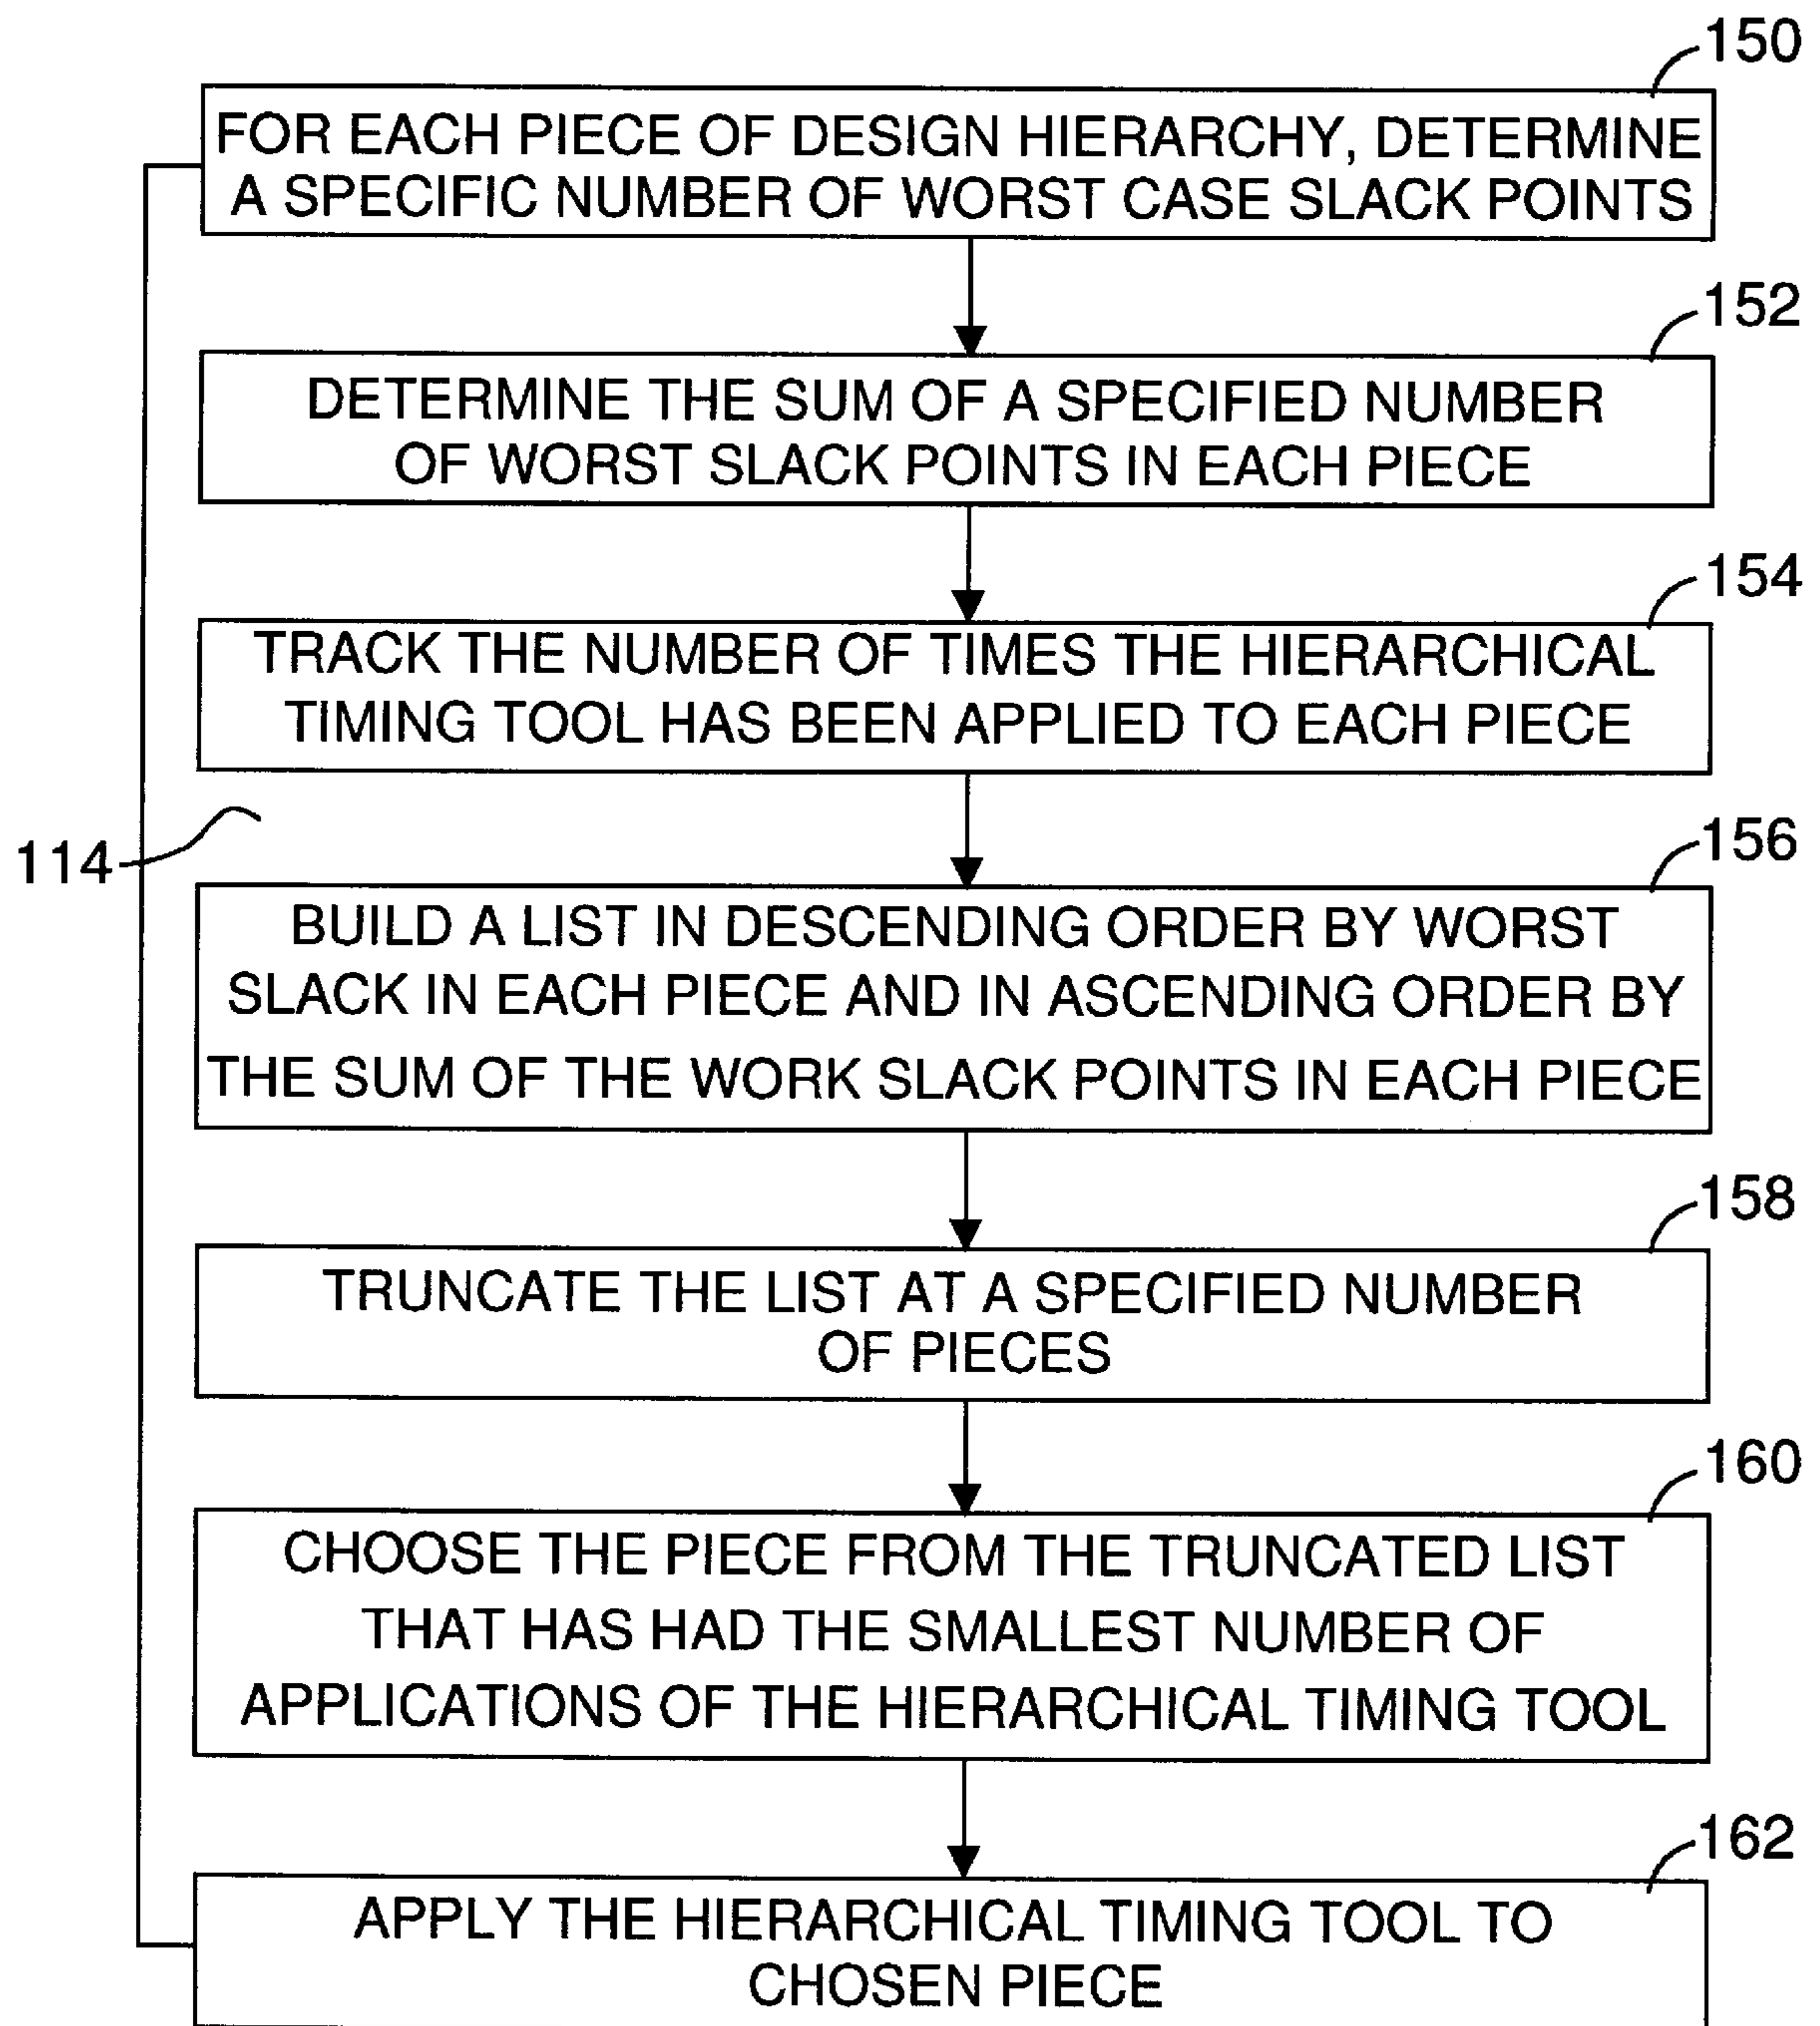 150
FOR EACH PIECE OF DESIGN HIERARCHY, DETERMINE
A SPECIFIC NUMBER OF WORST CASE SLACK POINTS
152
DETERMINE THE SUM OF A SPECIFIED NUMBER
OF WORST SLACK POINTS IN EACH PIECE
154
TRACK THE NUMBER OF TIMES THE HIERARCHICAL
TIMING TOOL HAS BEEN APPLIED TO EACH PIECE
114
156
BUILD A LIST IN DESCENDING ORDER BY WORST
SLACK IN EACH PIECE AND IN ASCENDING ORDER BY
THE SUM OF THE WORK SLACK POINTS IN EACH PIECE
158
TRUNCATE THE LIST AT A SPECIFIED NUMBER
OF PIECES
160
CHOOSE THE PIECE FROM THE TRUNCATED LIST
THAT HAS HAD THE SMALLEST NUMBER OF
APPLICATIONS OF THE HIERARCHICAL TIMING TOOL
162
APPLY THE HIERARCHICAL TIMING TOOL TO
CHOSEN PIECE